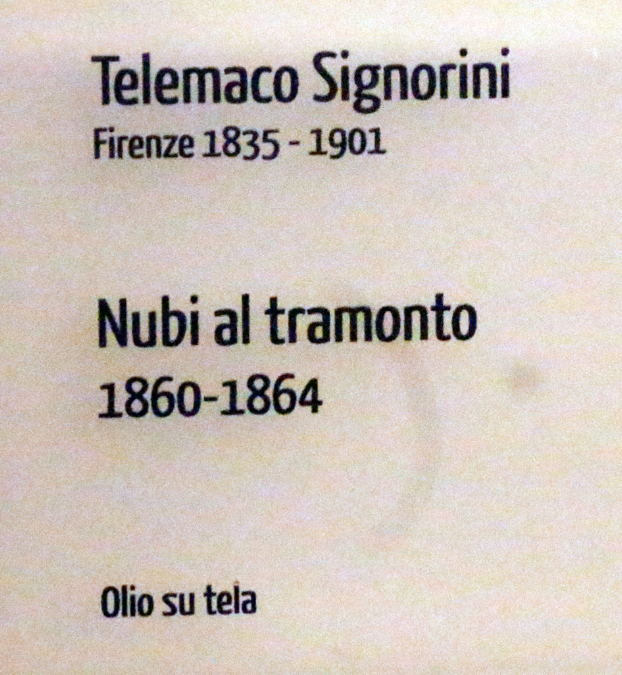 Telemaco Signorini
Firenze 1835 - 1901
Nubi al tramonto
1860-1864
Olio su tela